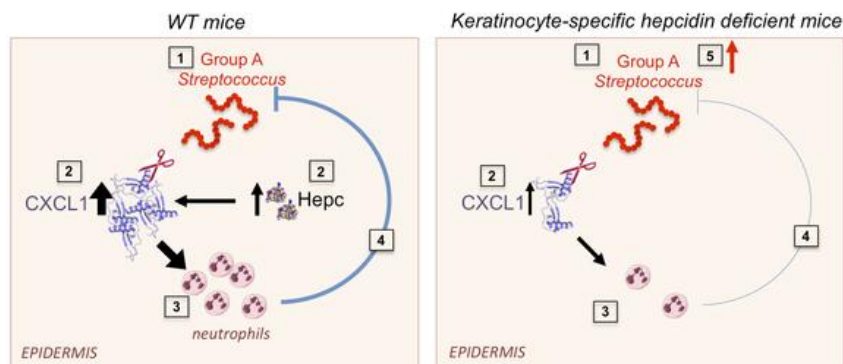 WT mice
Keratinocyte-specific hepcidin deficient mice
1
Group A
Streptococcus
2
CXCL1
2
Hepc
4
3
neutrophils
EPIDERMIS
1
5
Group A
Streptococcus
2
CXCL1
4
3
EPIDERMIS